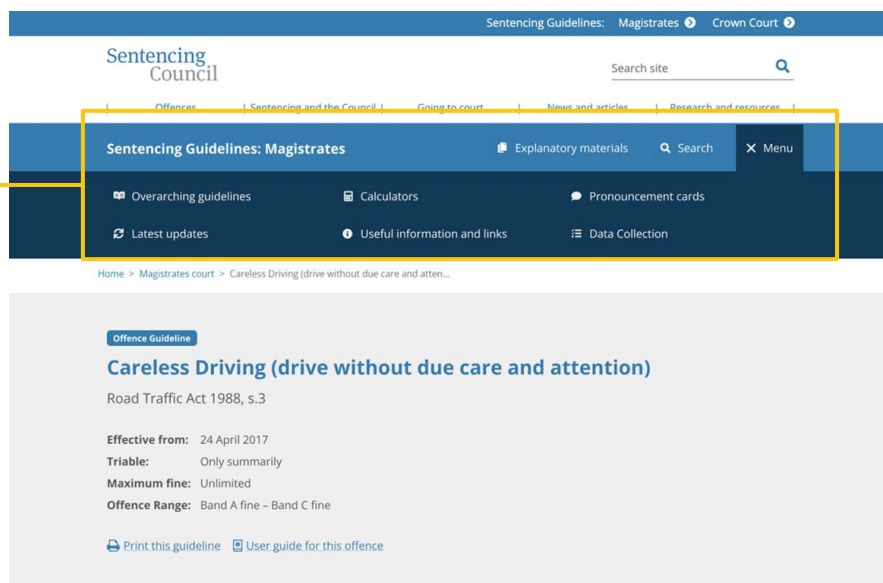 Sentencing Guidelines: Magistrates Crown Court
Sentencing
Council
Search site
| Offences | Sentencing and the Council | Going to court | News and articles | Research and resources |
Sentencing Guidelines: Magistrates Explanatory materials Search Menu
Overarching guidelines Calculators Pronouncement cards
Latest updates Useful information and links Data Collection
Home > Magistrates court > Careless Driving (drive without due care and atten...
Offence Guideline
Careless Driving (drive without due care and attention)
Road Traffic Act 1988, s.3
Effective from: 24 April 2017
Triable: Only summarily
Maximum fine: Unlimited
Offence Range: Band A fine – Band C fine
Print this guideline User guide for this offence